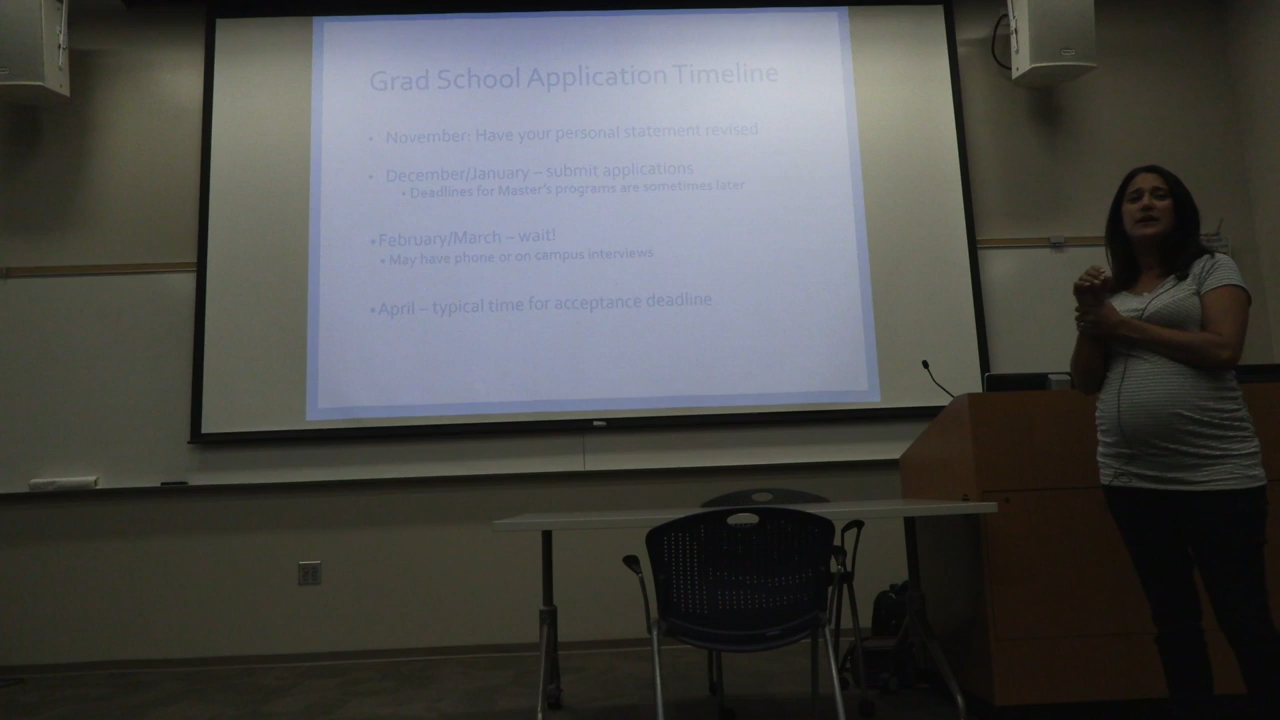 Grad School Application Timeline
• November: Have your personal statement revised
• December/January – submit applications
• Deadlines for Master's programs are sometimes later
• February/March – wait!
• May have phone or on campus interviews
• April – typical time for acceptance deadline